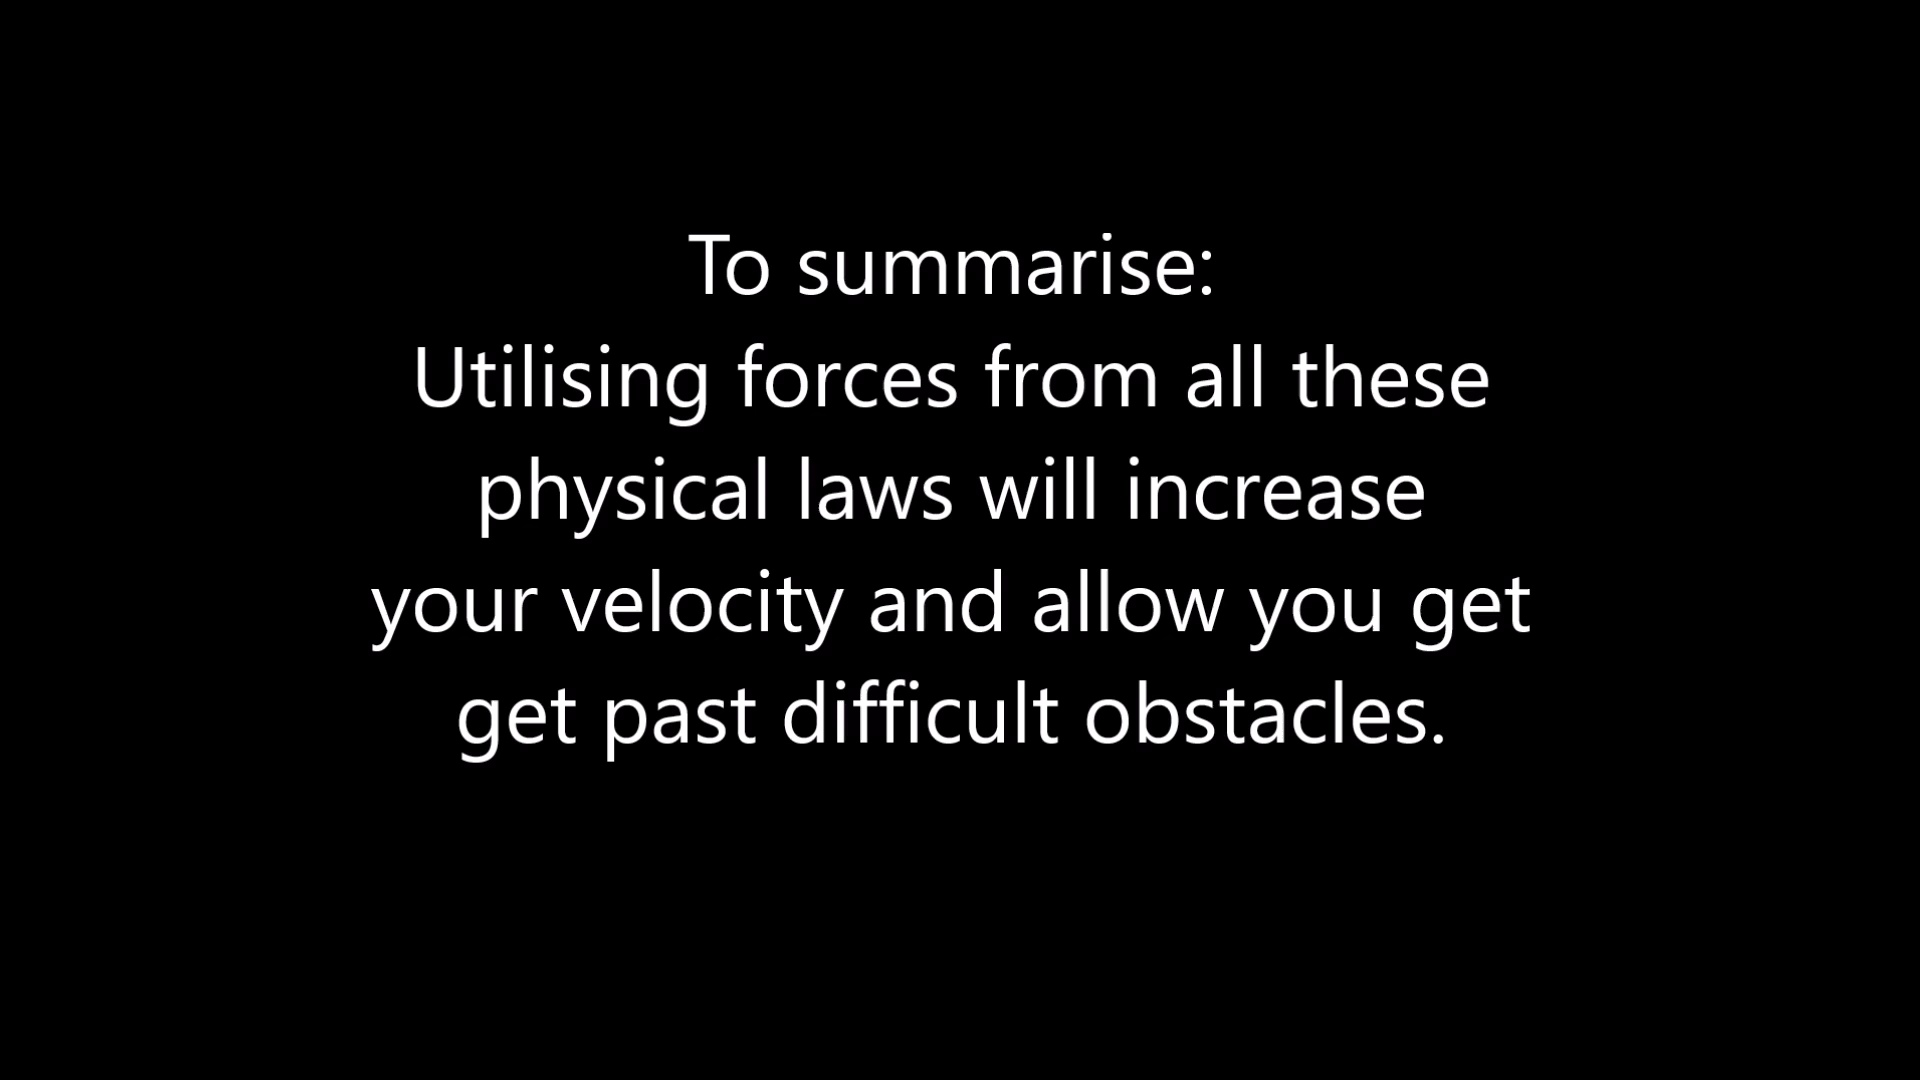 To summarise:
Utilising forces from all these
physical laws will increase
your velocity and allow you get
get past difficult obstacles.